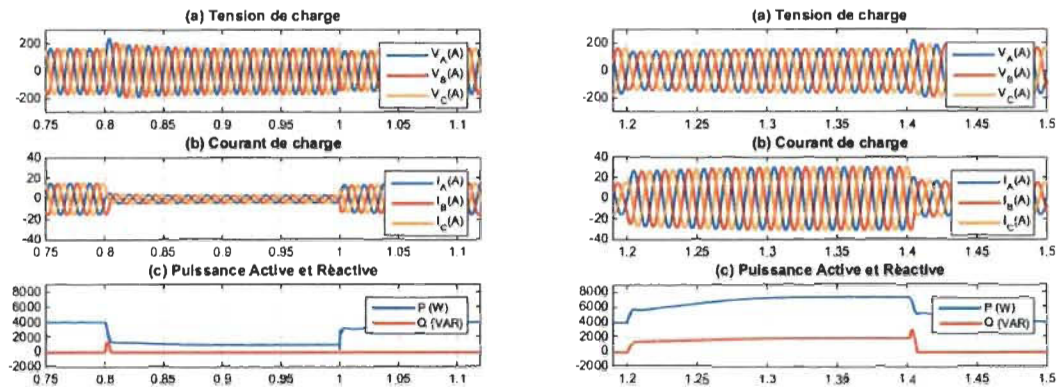 (a) Tension de charge
200
0
-200
V_A(A)
V_B(A)
V_C(A)
0.75 0.8 0.85 0.9 0.95 1 1.05 1.1
(b) Courant de charge
40
20
0
-20
-40
I_A(A)
I_B(A)
I_C(A)
0.75 0.8 0.85 0.9 0.95 1 1.05 1.1
(c) Puissance Active et Rèactive
8000
6000
4000
2000
0
-2000
P (W)
Q (VAR)
0.75 0.8 0.85 0.9 0.95 1 1.05 1.1
(a) Tension de charge
200
0
-200
V_A(A)
V_B(A)
V_C(A)
1.2 1.25 1.3 1.35 1.4 1.45 1.5
(b) Courant de charge
40
20
0
-20
-40
I_A(A)
I_B(A)
I_C(A)
1.2 1.25 1.3 1.35 1.4 1.45 1.5
(c) Puissance Active et Rèactive
8000
6000
4000
2000
0
-2000
P (W)
Q (VAR)
1.2 1.25 1.3 1.35 1.4 1.45 1.5